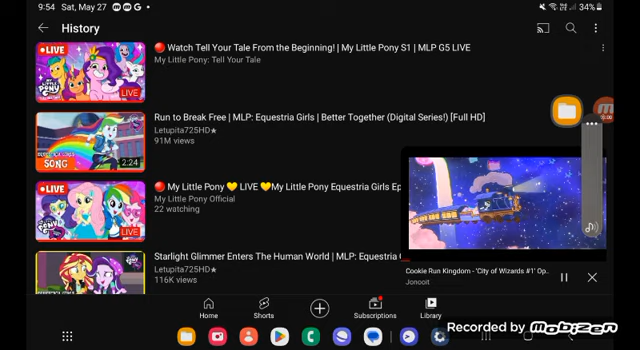 9:54 Sat, May 27
34%
History
LIVE
LIVE
🔴 Watch Tell Your Tale From the Beginning! | My Little Pony S1 | MLP G5 LIVE
My Little Pony: Tell Your Tale
SONG
2:24
Run to Break Free | MLP: Equestria Girls | Better Together (Digital Series!) [Full HD]
Letupita725HD★
91M views
LIVE
LIVE
🔴 My Little Pony 💛 LIVE 💛My Little Pony Equestria Girls Ep
My Little Pony Official
22 watching
Starlight Glimmer Enters The Human World | MLP: Equestria G
Letupita725HD★
116K views
Cookie Run Kingdom - 'City of Wizards #1' Op..
Joncoit
Home
Shorts
Subscriptions
Library
Recorded by mobizen